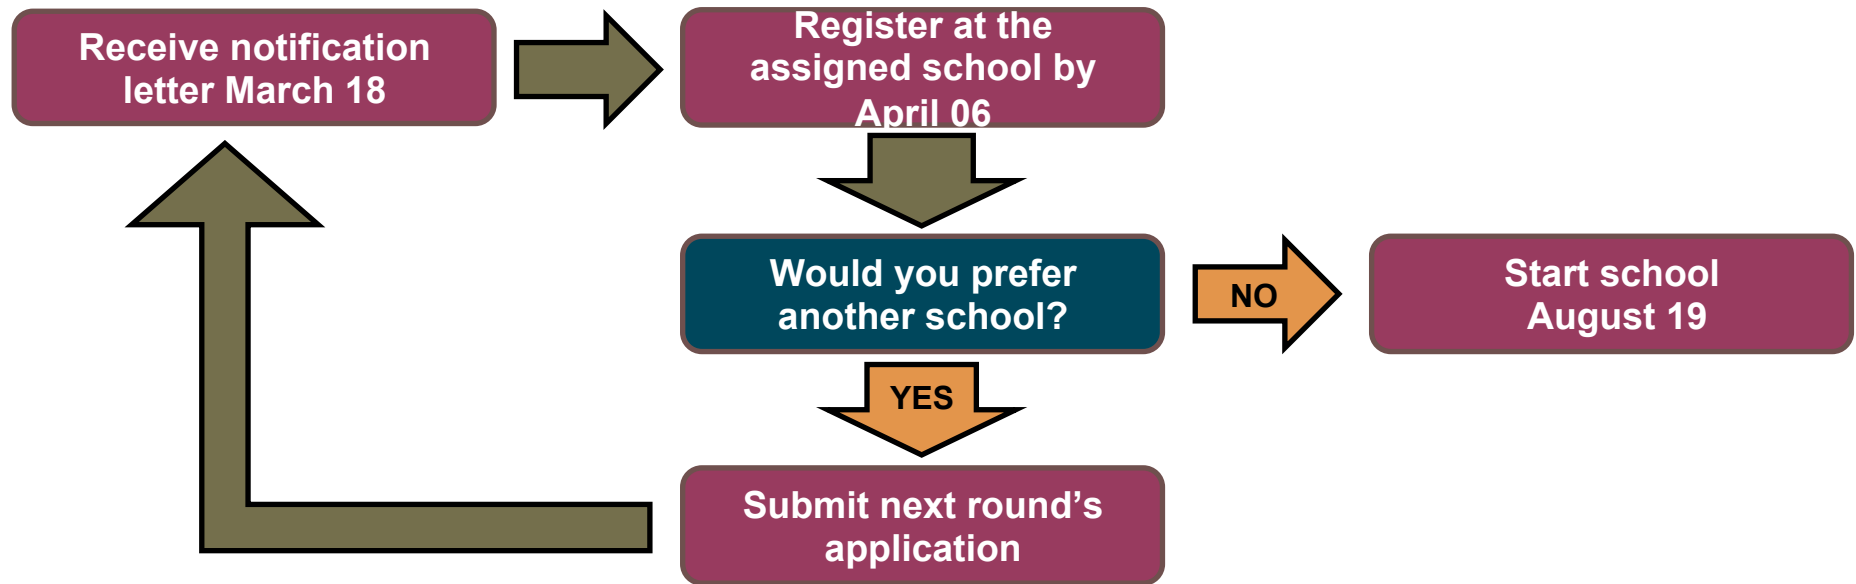 Receive notification
letter March 18
Register at the
assigned school by
April 06
Would you prefer
another school?
NO
Start school
August 19
YES
Submit next round’s
application